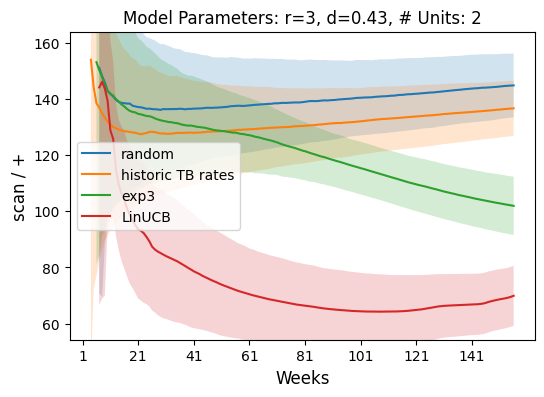 Model Parameters: r=3, d=0.43, # Units: 2
scan / +
160
140
120
100
80
60
random
historic TB rates
exp3
LinUCB
1 21 41 61 81 101 121 141
Weeks